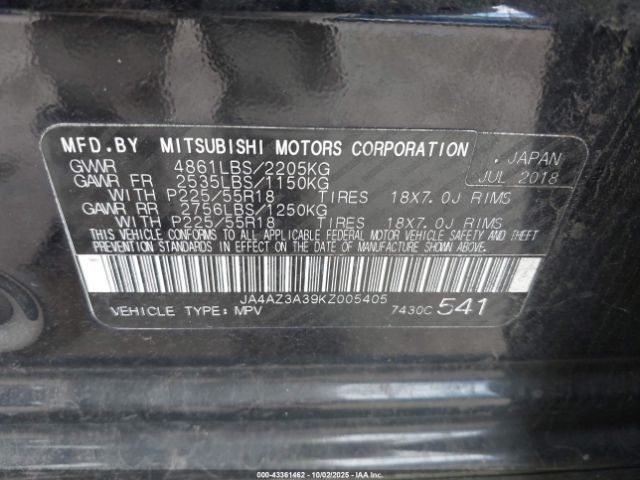 MFD.BY MITSUBISHI MOTORS CORPORATION , JAPAN
GVWR 4861LBS/2205KG JUL 2018
GAWR FR 2535LBS/1150KG
WITH P225/55R18 TIRES 18X7.0J RIMS
GAWR RR 2756LBS/1250KG
WITH P225/55R18 TIRES 18X7.0J RIMS
THIS VEHICLE CONFORMS TO ALL APPLICABLE FEDERAL MOTOR VEHICLE SAFETY AND THEFT
PREVENTION STANDARDS IN EFFECT ON THE DATE OF MANUFACTURE SHOWN ABOVE.
JA4AZ3A39KZ005405
VEHICLE TYPE: MPV 7430C 541
000-43361462 - 10/02/2025 - IAA, LLC